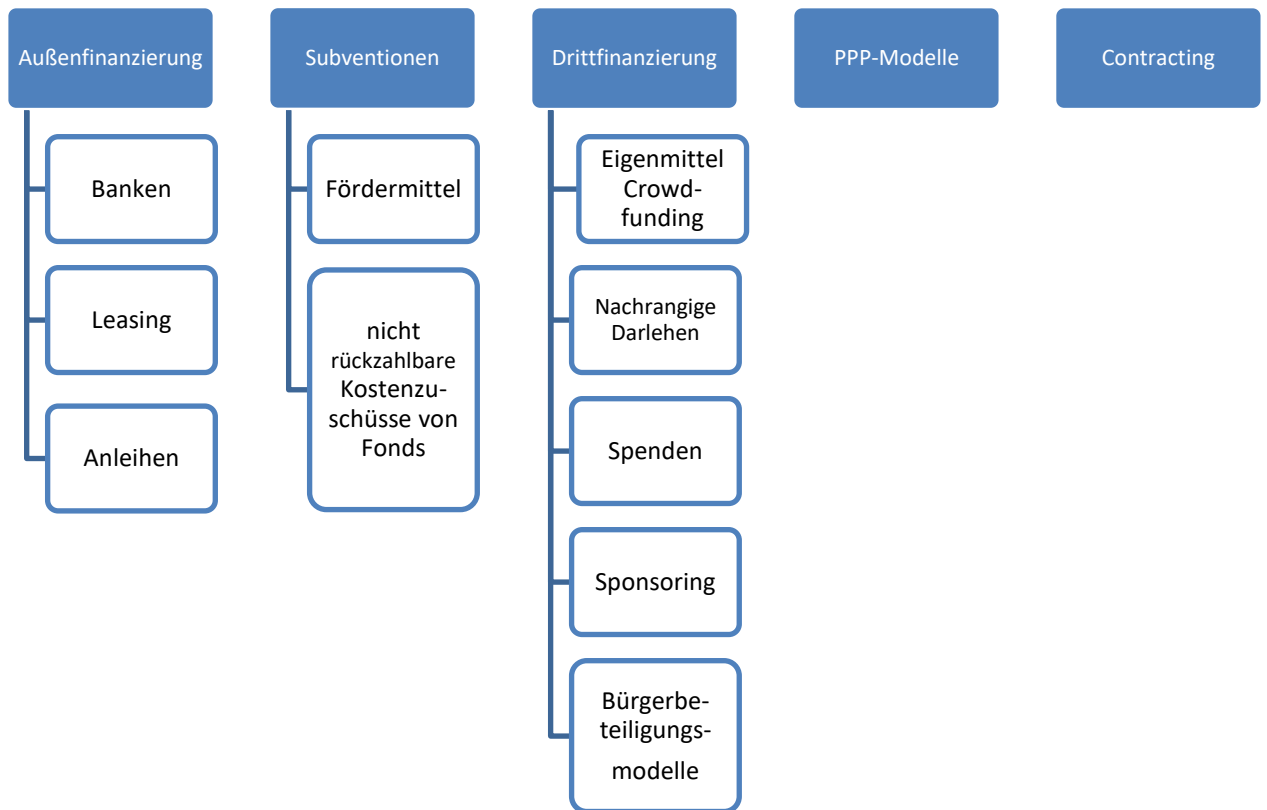 Außenfinanzierung
Banken
Leasing
Anleihen
Subventionen
Fördermittel
nicht
rückzahlbare
Kostenzu-
schüsse von
Fonds
Drittfinanzierung
Eigenmittel
Crowd-
funding
Nachrangige
Darlehen
Spenden
Sponsoring
Bürgerbe-
teiligungs-
modelle
PPP-Modelle
Contracting